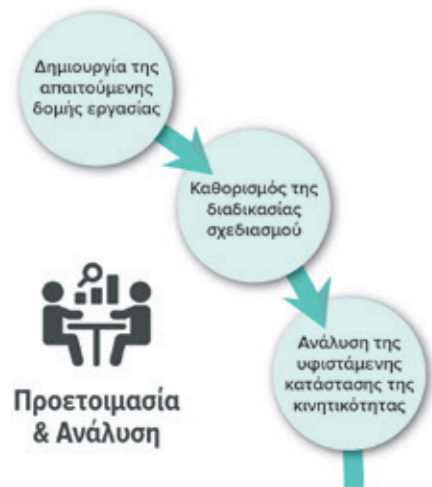 Δημιουργία της
απαιτούμενης
δομής εργασίας
Καθορισμός της
διαδικασίας
σχεδιασμού
Ανάλυση της
υφιστάμενης
κατάστασης της
κινητικότητας
Προετοιμασία
& Ανάλυση